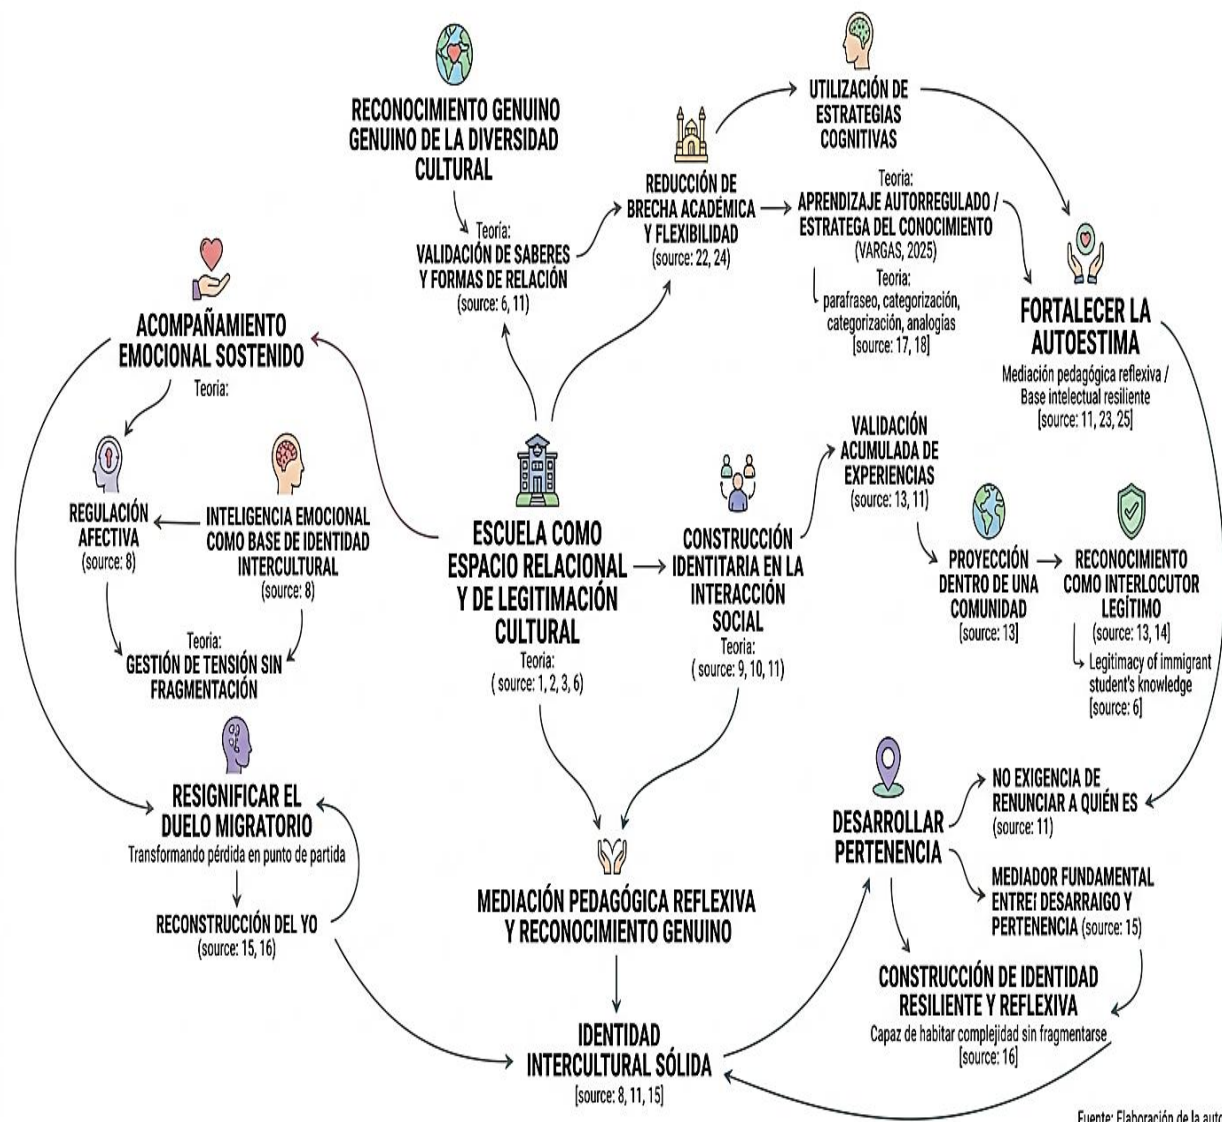 RECONOCIMIENTO GENUINO
GENUINO DE LA DIVERSIDAD
CULTURAL
Teoría:
VALIDACIÓN DE SABERES
Y FORMAS DE RELACIÓN
(source: 6, 11)
REDUCCIÓN DE
BRECHA ACADÉMICA
Y FLEXIBILIDAD
(source: 22, 24)
UTILIZACIÓN DE
ESTRATEGIAS
COGNITIVAS
Teoria:
APRENDIZAJE AUTORREGULADO /
ESTRATEGA DEL CONOCIMIENTO
(VARGAS, 2025)
Teoria:
parafraseo, categorización,
categorización, analogias
[source: 17, 18]
FORTALECER LA
AUTOESTIMA
Mediación pedagógica reflexiva /
Base intelectual resiliente
[source: 11, 23, 25]
ACOMPAÑAMIENTO
EMOCIONAL SOSTENIDO
Teoria:
REGULACIÓN
AFECTIVA
(source: 8)
INTELIGENCIA EMOCIONAL
COMO BASE DE IDENTIDAD
INTERCULTURAL
(source: 8)
Teoria:
GESTIÓN DE TENSIÓN SIN
FRAGMENTACIÓN
ESCUELA COMO
ESPACIO RELACIONAL
Y DE LEGITIMACIÓN
CULTURAL
Teoria:
( source: 1, 2, 3, 6)
CONSTRUCCIÓN
IDENTITARIA EN LA
INTERACCIÓN
SOCIAL
Teoria:
( source: 9, 10, 11)
VALIDACIÓN
ACUMULADA DE
EXPERIENCIAS
(source: 13, 11)
PROYECCIÓN
DENTRO DE UNA
COMUNIDAD
[source: 13]
RECONOCIMIENTO
COMO INTERLOCUTOR
LEGÍTIMO
(source: 13, 14)
Legitimacy of immigrant
student's knowledge
[source: 6]
RESIGNIFICAR EL
DUELO MIGRATORIO
Transformando pérdida en punto de partida
RECONSTRUCCIÓN DEL YO
(source: 15, 16)
MEDIACIÓN PEDAGÓGICA REFLEXIVA
Y RECONOCIMIENTO GENUINO
DESARROLLAR
PERTENENCIA
NO EXIGENCIA DE
RENUNCIAR A QUIÉN ES
(source: 11)
MEDIADOR FUNDAMENTAL
ENTREí DESARRAIGO Y
PERTENENCIA (source: 15)
CONSTRUCCIÓN DE IDENTIDAD
RESILIENTE Y REFLEXIVA
Capaz de habitar complejidad sin fragmentarse
[source: 16]
IDENTIDAD
INTERCULTURAL SÓLIDA
[source: 8, 11, 15]
Fuente: Elaboración de la auto